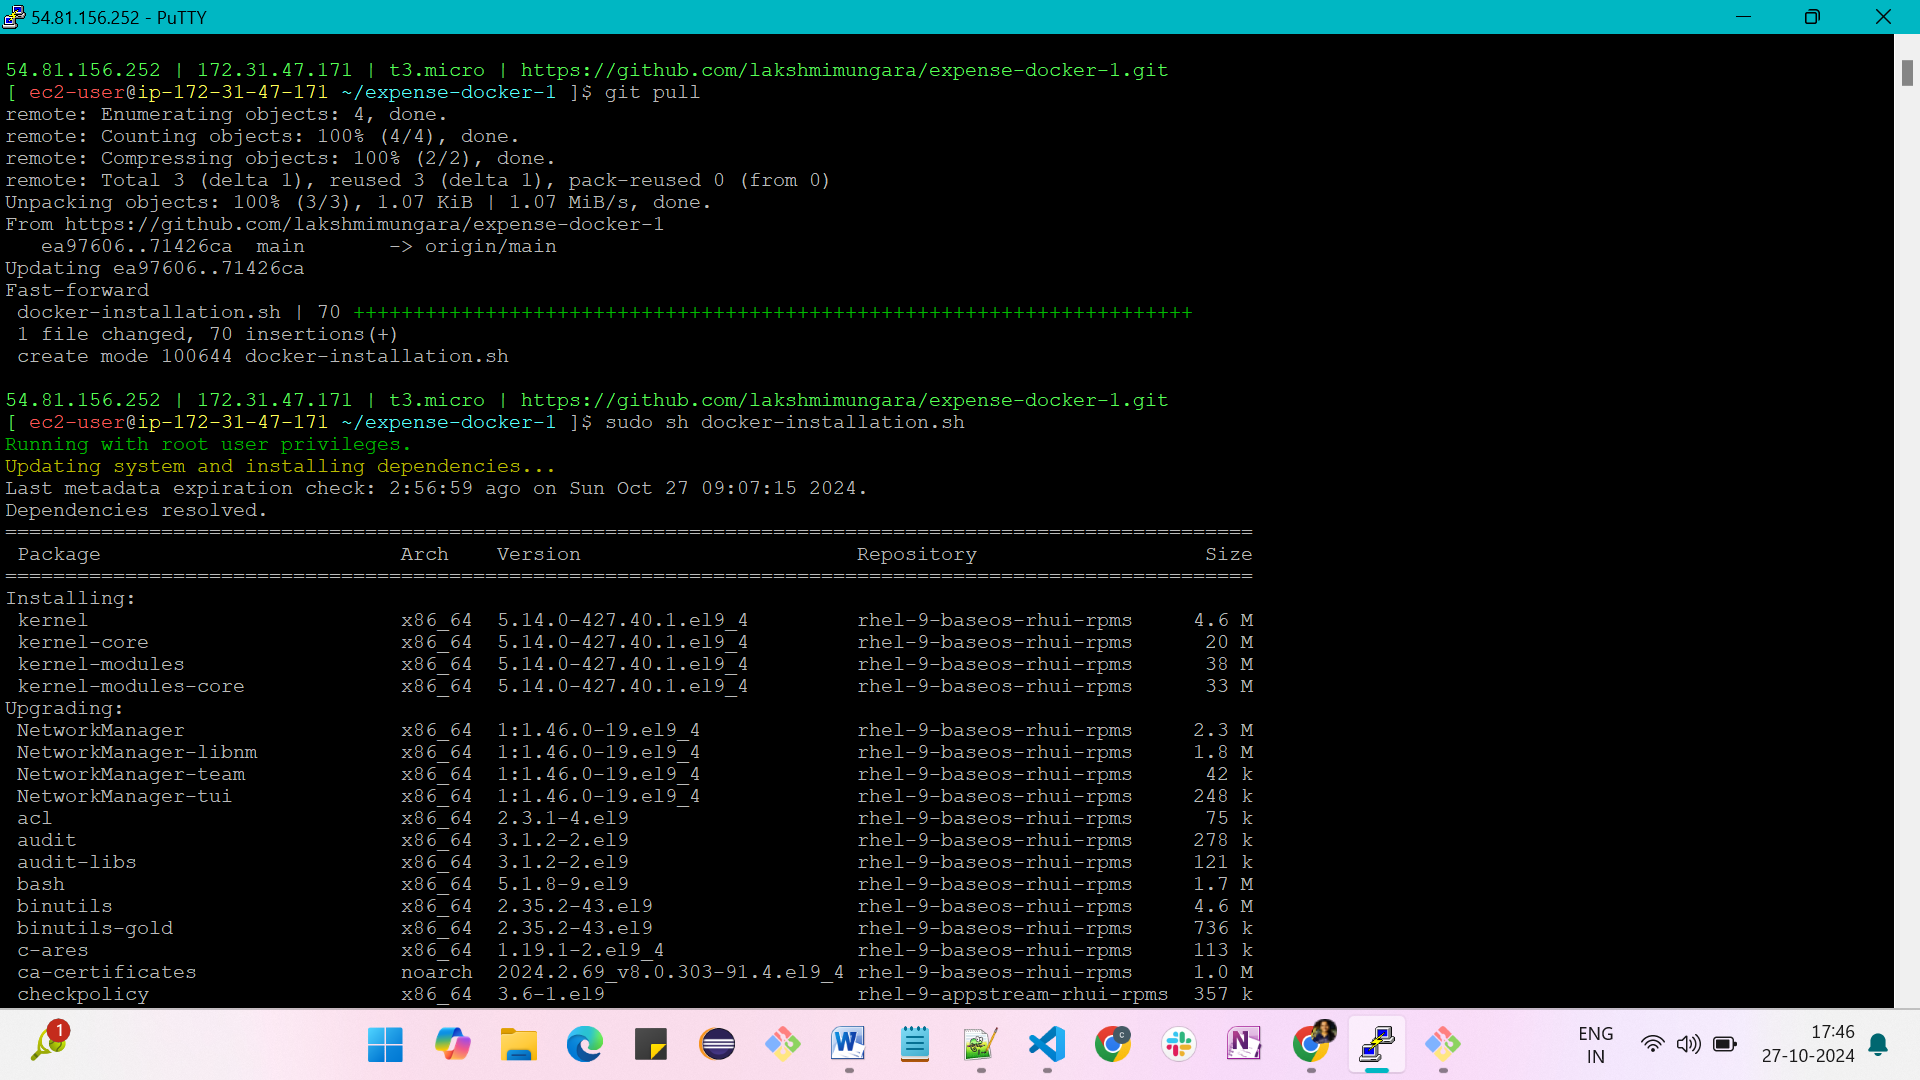 54.81.156.252 - PuTTY
54.81.156.252 | 172.31.47.171 | t3.micro | https://github.com/lakshmimungara/expense-docker-1.git
[ ec2-user@ip-172-31-47-171 ~/expense-docker-1 ]$ git pull
remote: Enumerating objects: 4, done.
remote: Counting objects: 100% (4/4), done.
remote: Compressing objects: 100% (2/2), done.
remote: Total 3 (delta 1), reused 3 (delta 1), pack-reused 0 (from 0)
Unpacking objects: 100% (3/3), 1.07 KiB | 1.07 MiB/s, done.
From https://github.com/lakshmimungara/expense-docker-1
   ea97606..71426ca  main       -> origin/main
Updating ea97606..71426ca
Fast-forward
 docker-installation.sh | 70 ++++++++++++++++++++++++++++++++++++++++++++++++++++++++++++++++++++++
 1 file changed, 70 insertions(+)
 create mode 100644 docker-installation.sh
54.81.156.252 | 172.31.47.171 | t3.micro | https://github.com/lakshmimungara/expense-docker-1.git
[ ec2-user@ip-172-31-47-171 ~/expense-docker-1 ]$ sudo sh docker-installation.sh
Running with root user privileges.
Updating system and installing dependencies...
Last metadata expiration check: 2:56:59 ago on Sun Oct 27 09:07:15 2024.
Dependencies resolved.
========================================================================================================
 Package                         Arch    Version                       Repository                   Size
========================================================================================================
Installing:
 kernel                          x86_64  5.14.0-427.40.1.el9_4         rhel-9-baseos-rhui-rpms     4.6 M
 kernel-core                     x86_64  5.14.0-427.40.1.el9_4         rhel-9-baseos-rhui-rpms      20 M
 kernel-modules                  x86_64  5.14.0-427.40.1.el9_4         rhel-9-baseos-rhui-rpms      38 M
 kernel-modules-core             x86_64  5.14.0-427.40.1.el9_4         rhel-9-baseos-rhui-rpms      33 M
Upgrading:
 NetworkManager                  x86_64  1:1.46.0-19.el9_4             rhel-9-baseos-rhui-rpms     2.3 M
 NetworkManager-libnm            x86_64  1:1.46.0-19.el9_4             rhel-9-baseos-rhui-rpms     1.8 M
 NetworkManager-team             x86_64  1:1.46.0-19.el9_4             rhel-9-baseos-rhui-rpms      42 k
 NetworkManager-tui              x86_64  1:1.46.0-19.el9_4             rhel-9-baseos-rhui-rpms     248 k
 acl                             x86_64  2.3.1-4.el9                   rhel-9-baseos-rhui-rpms      75 k
 audit                           x86_64  3.1.2-2.el9                   rhel-9-baseos-rhui-rpms     278 k
 audit-libs                      x86_64  3.1.2-2.el9                   rhel-9-baseos-rhui-rpms     121 k
 bash                            x86_64  5.1.8-9.el9                   rhel-9-baseos-rhui-rpms     1.7 M
 binutils                        x86_64  2.35.2-43.el9                 rhel-9-baseos-rhui-rpms     4.6 M
 binutils-gold                   x86_64  2.35.2-43.el9                 rhel-9-baseos-rhui-rpms     736 k
 c-ares                          x86_64  1.19.1-2.el9_4                rhel-9-baseos-rhui-rpms     113 k
 ca-certificates                 noarch  2024.2.69_v8.0.303-91.4.el9_4 rhel-9-baseos-rhui-rpms     1.0 M
 checkpolicy                     x86_64  3.6-1.el9                     rhel-9-appstream-rhui-rpms  357 k
1
W
C
N
ENG
IN
17:46
27-10-2024